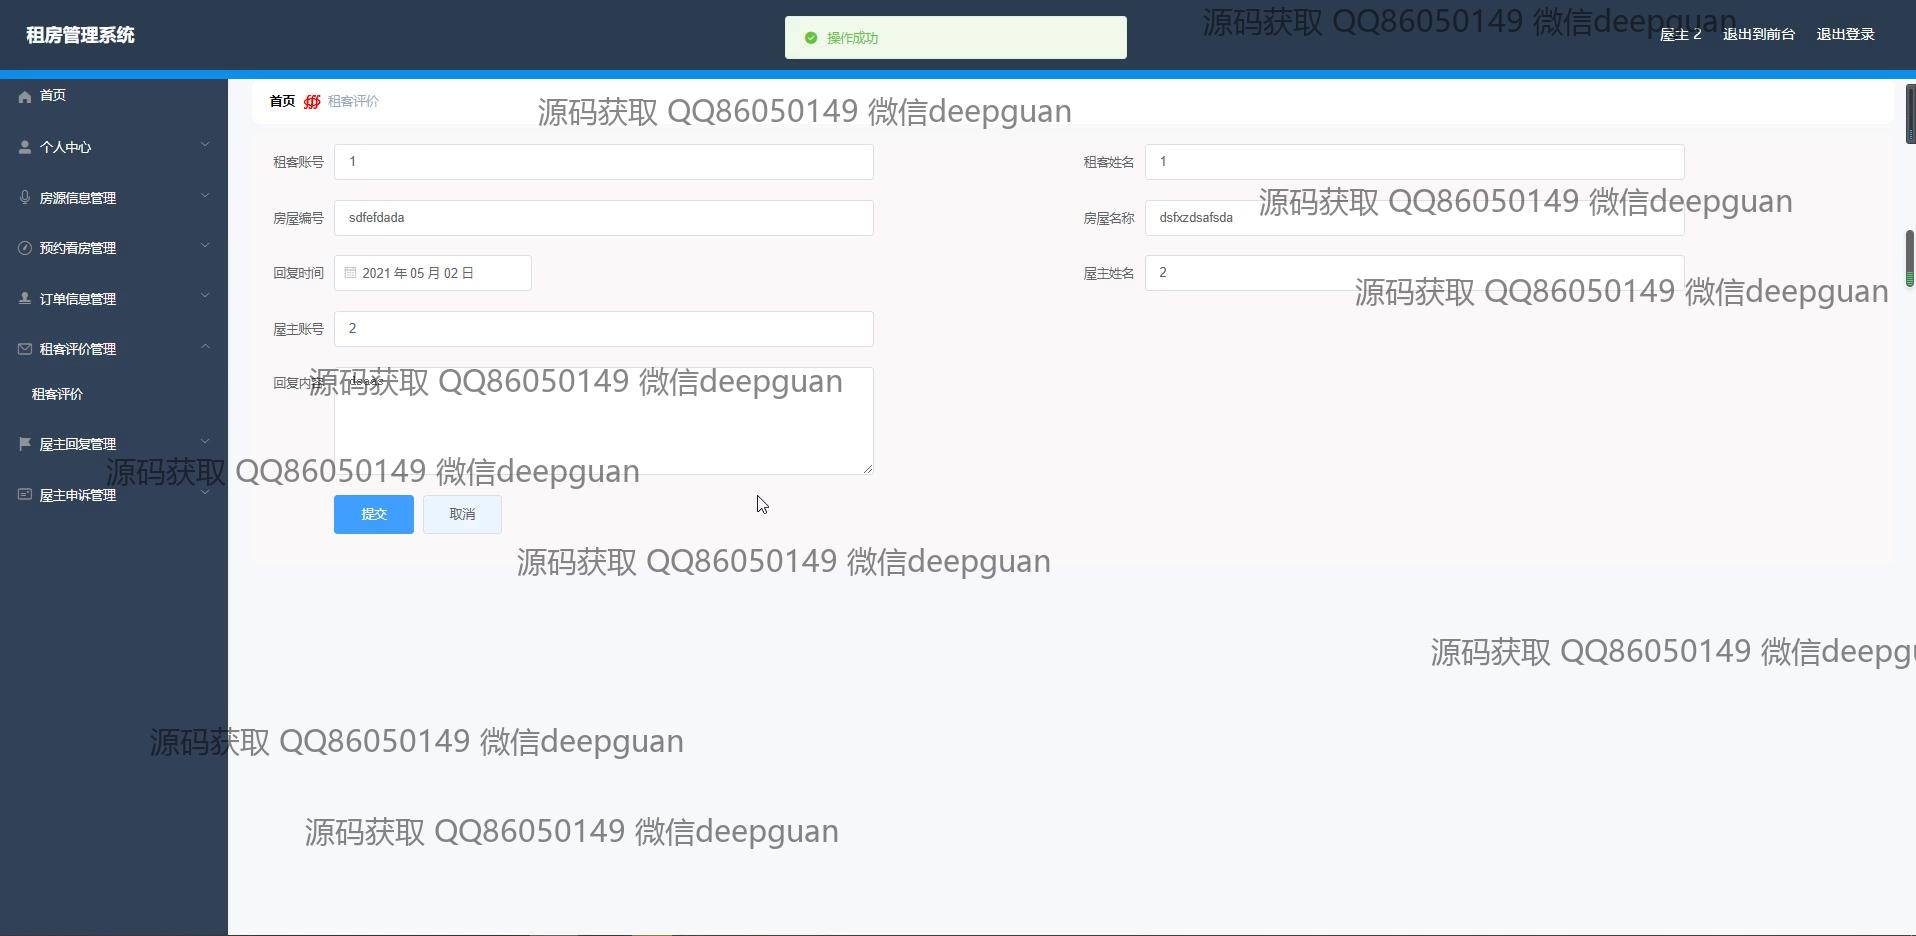 租房管理系统
操作成功
源码获取 QQ86050149 微信deepguan
屋主 2 退出到前台 退出登录
首页
首页 租客评价
源码获取 QQ86050149 微信deepguan
个人中心
租客账号 1
租客姓名 1
房源信息管理
源码获取 QQ86050149 微信deepguan
房屋编号 sdfefdada
房屋名称 dsfxzdsafsda
预约看房管理
回复时间 2021 年 05 月 02 日
屋主姓名 2
源码获取 QQ86050149 微信deepguan
订单信息管理
屋主账号 2
租客评价管理
回复内容
源码获取 QQ86050149 微信deepguan
租客评价
屋主回复管理
源码获取 QQ86050149 微信deepguan
屋主申诉管理
提交 取消
源码获取 QQ86050149 微信deepguan
源码获取 QQ86050149 微信deepgu
源码获取 QQ86050149 微信deepguan
源码获取 QQ86050149 微信deepguan